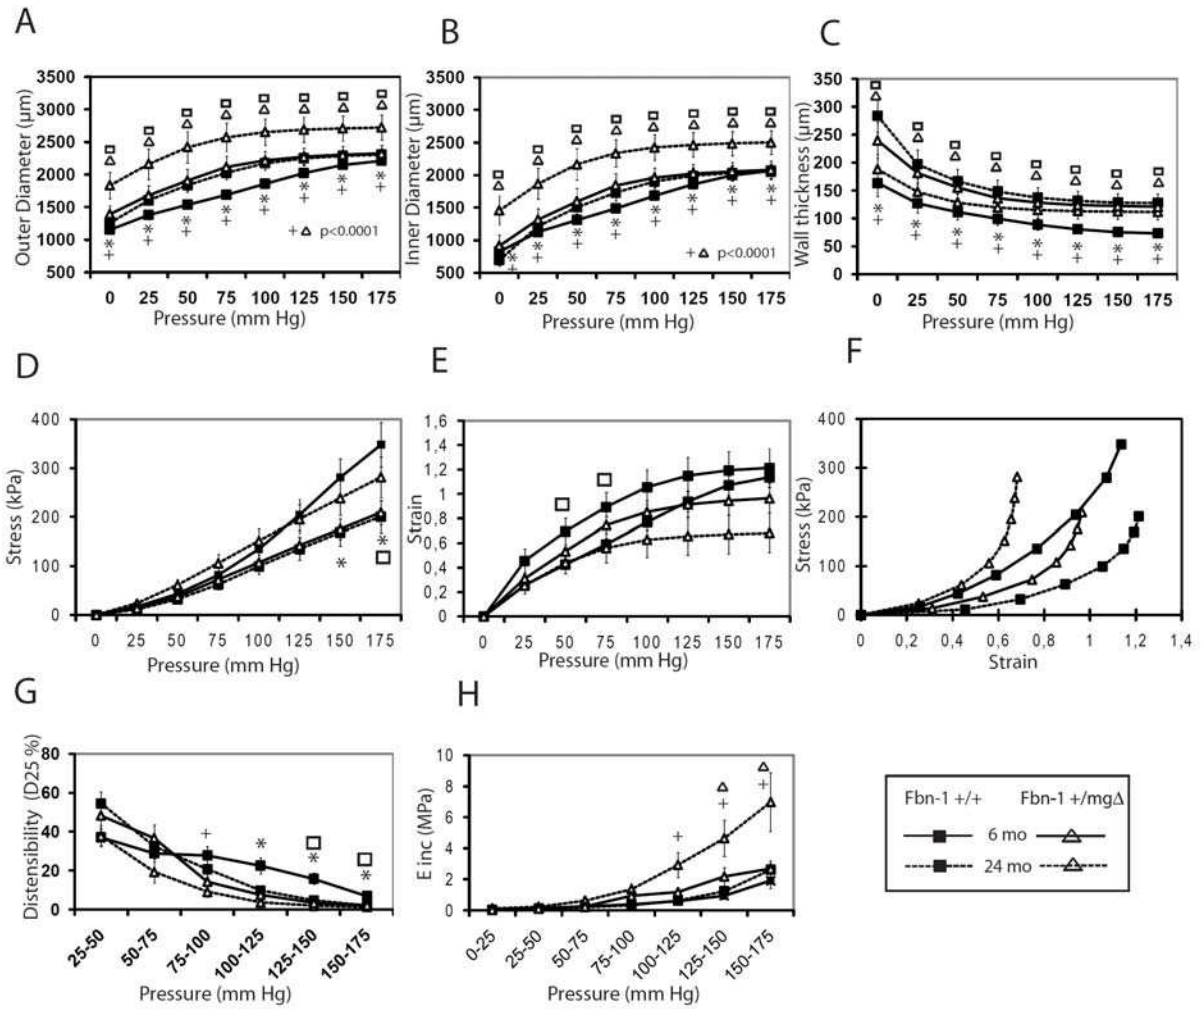 A
B
C
Outer Diameter (µm)
3500
3000
2500
2000
1500
1000
500
+ △ p<0.0001
0 25 50 75 100 125 150 175
Pressure (mm Hg)
Inner Diameter (µm)
3500
3000
2500
2000
1500
1000
500
+ △ p<0.0001
0 25 50 75 100 125 150 175
Pressure (mm Hg)
Wall thickness (µm)
350
300
250
200
150
100
50
0
0 25 50 75 100 125 150 175
Pressure (mm Hg)
D
E
F
Stress (kPa)
400
300
200
100
0
0 25 50 75 100 125 150 175
Pressure (mm Hg)
Strain
1,6
1,4
1,2
1
0,8
0,6
0,4
0,2
0
0 25 50 75 100 125 150 175
Pressure (mm Hg)
Stress (kPa)
400
300
200
100
0
0 0,2 0,4 0,6 0,8 1 1,2 1,4
Strain
G
H
Distensibility (D25 %)
80
60
40
20
0
25-50 50-75 75-100 100-125 125-150 150-175
Pressure (mm Hg)
E inc (MPa)
10
8
6
4
2
0
0-25 25-50 50-75 75-100 100-125 125-150 150-175
Pressure (mm Hg)
Fbn-1 +/+ Fbn-1 +/mgΔ
6 mo
24 mo